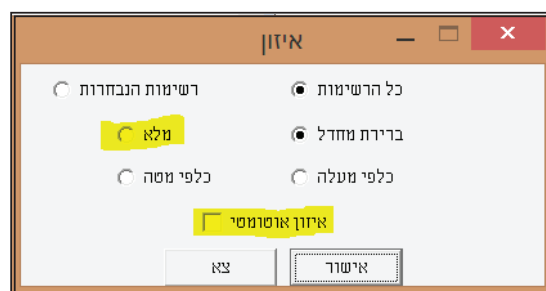 איזון
כל הרשימות רשימות הנבחרות
ברירת מחדל מלא
כלפי מעלה כלפי מטה
איזון אוטומטי
אישור צא